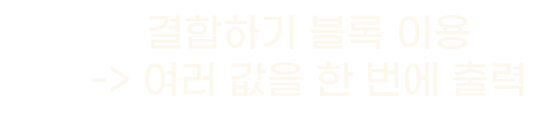 결합하기 블록 이용
-> 여러 값을 한 번에 출력